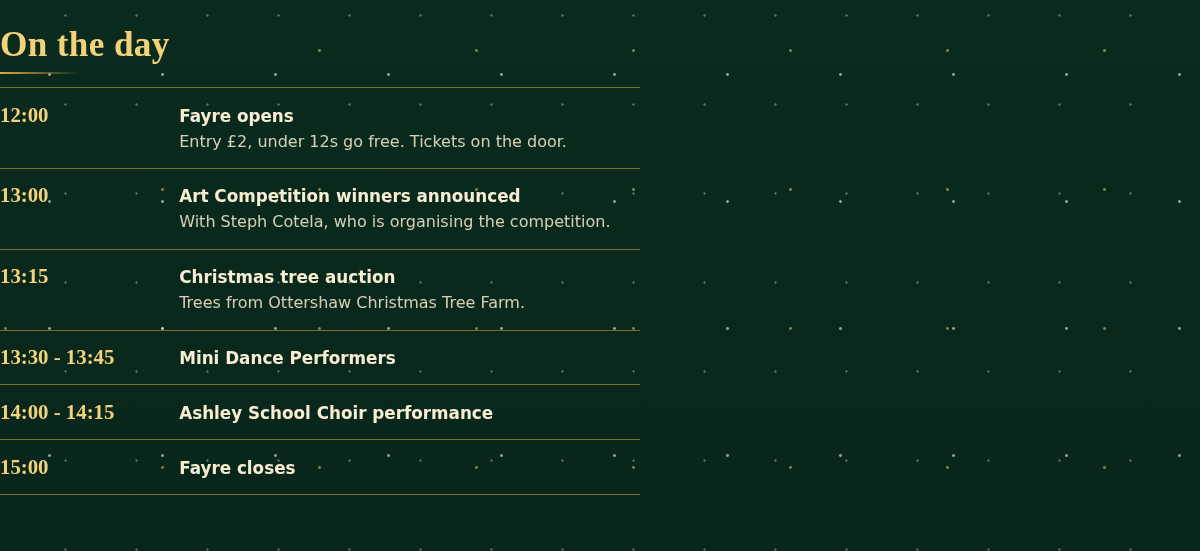 On the day
12:00
Fayre opens
Entry £2, under 12s go free. Tickets on the door.
13:00
Art Competition winners announced
With Steph Cotela, who is organising the competition.
13:15
Christmas tree auction
Trees from Ottershaw Christmas Tree Farm.
13:30 - 13:45
Mini Dance Performers
14:00 - 14:15
Ashley School Choir performance
15:00
Fayre closes